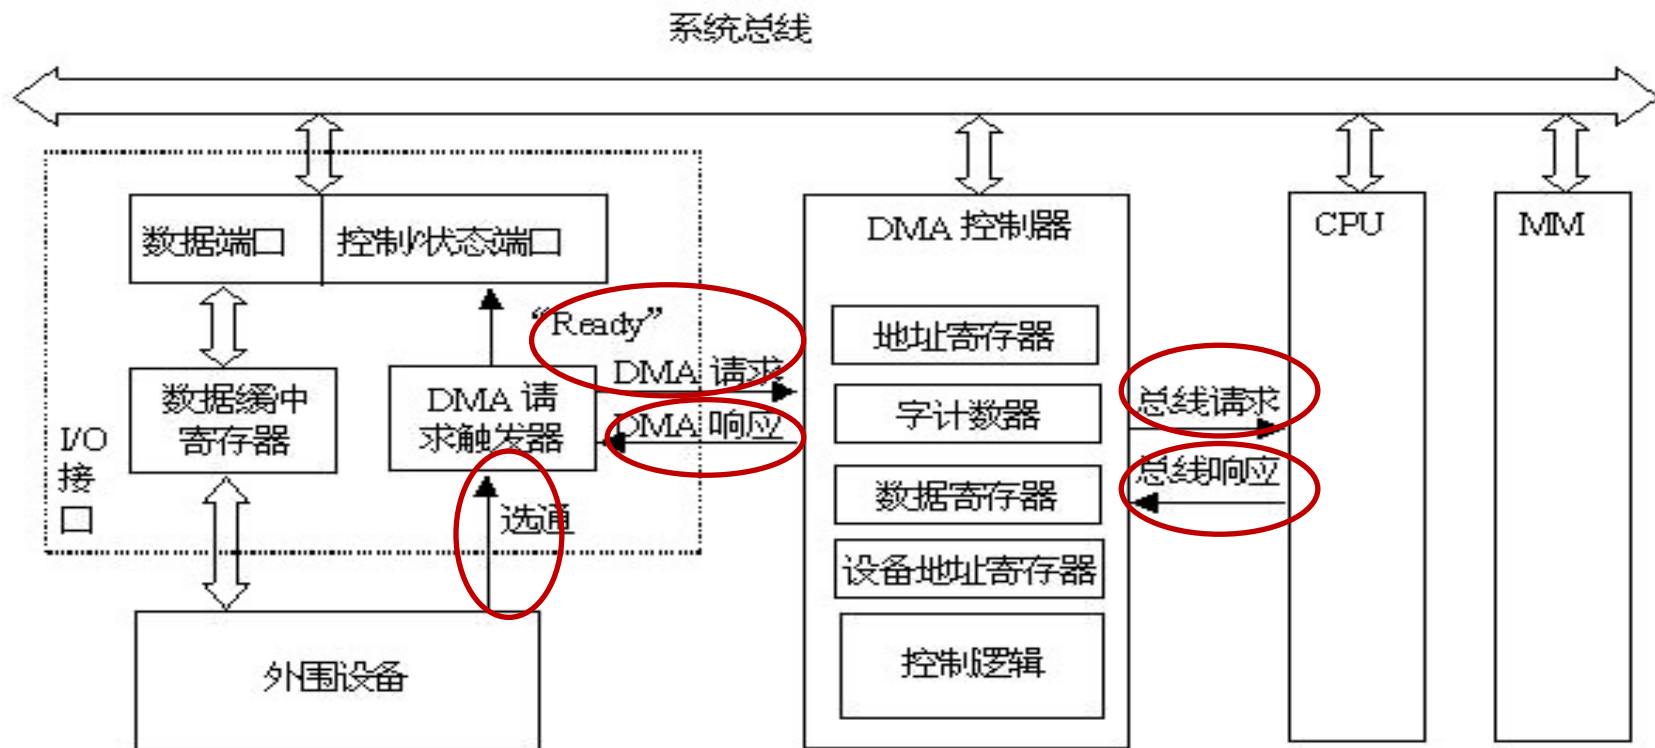 系统总线
数据端口
控制/状态端口
DMA 控制器
CPU
MM
“Ready”
地址寄存器
数据缓冲
寄存器
DMA 请
求触发器
DMA 请求
DMA 响应
字计数器
总线请求
总线响应
I/O
接
口
数据寄存器
选通
设备地址寄存器
控制逻辑
外围设备